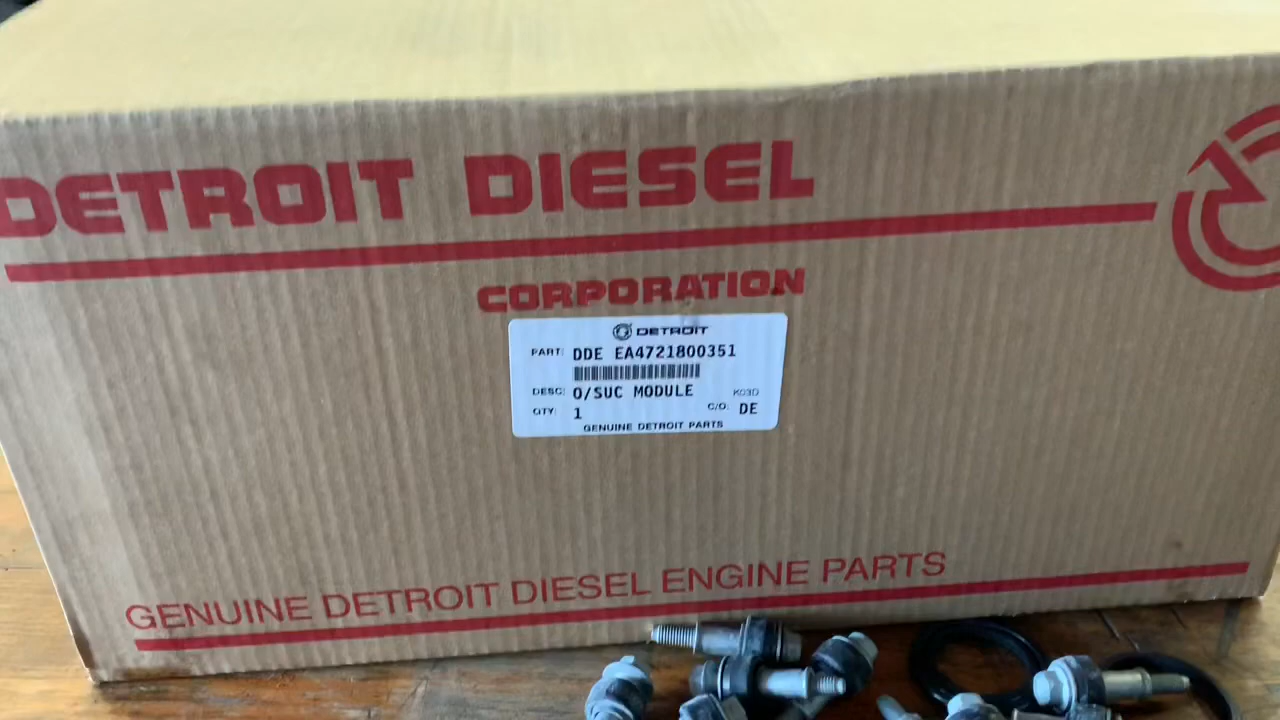 DETROIT DIESEL
CORPORATION
DETROIT
PART: DDE EA4721800351
DESC: O/SUC MODULE K03D
QTY: 1 C/O: DE
GENUINE DETROIT PARTS
GENUINE DETROIT DIESEL ENGINE PARTS